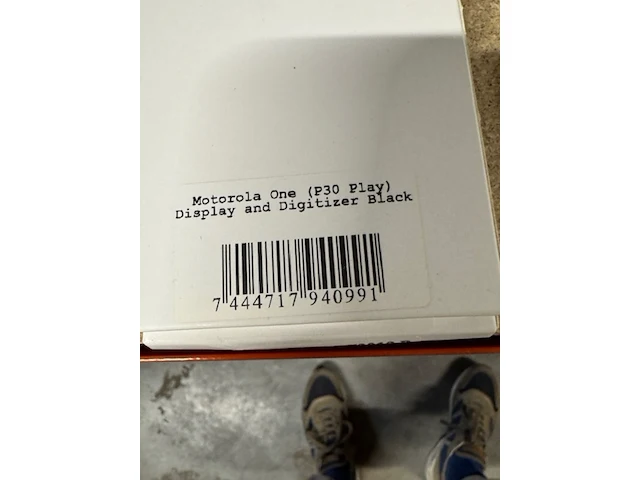 Motorola One (P30 Play)
Display and Digitizer Black
7 444717 940991